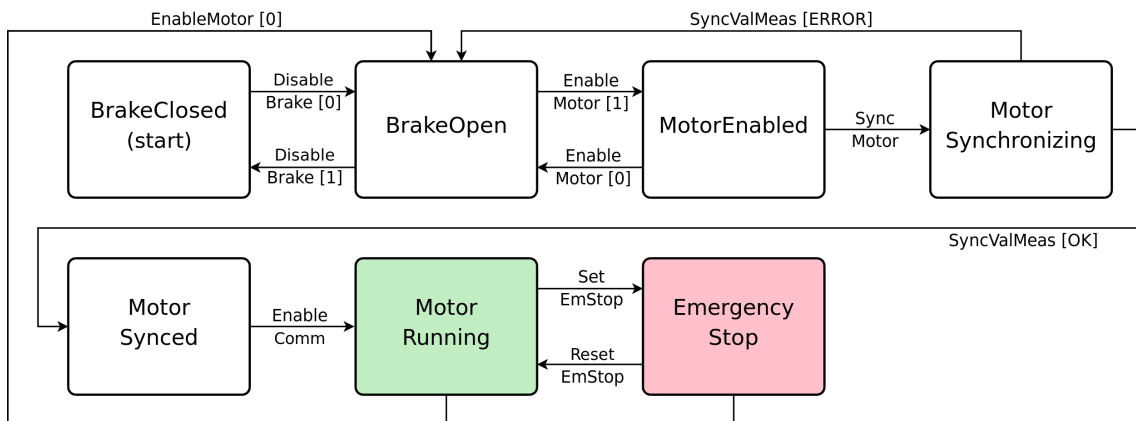 EnableMotor [0]
SyncValMeas [ERROR]
BrakeClosed
(start)
Disable
Brake [0]
Disable
Brake [1]
BrakeOpen
Enable
Motor [1]
Enable
Motor [0]
MotorEnabled
Sync
Motor
Motor
Synchronizing
SyncValMeas [OK]
Motor
Synced
Enable
Comm
Motor
Running
Set
EmStop
Reset
EmStop
Emergency
Stop